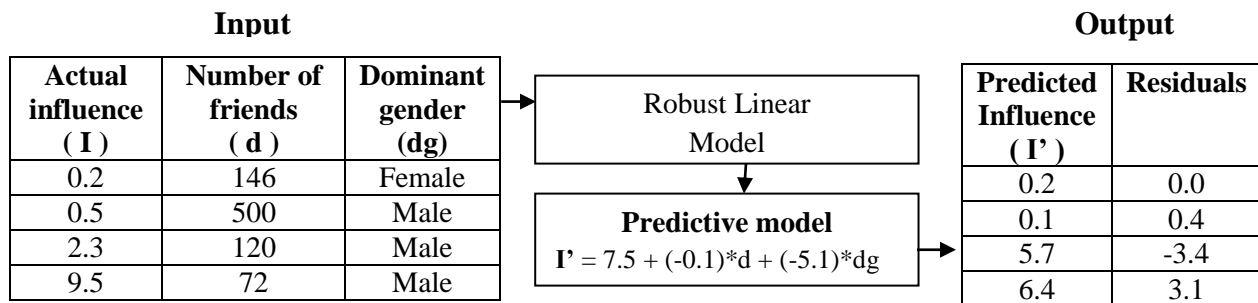 Input
Output
Actual influence ( I ) Number of friends ( d ) Dominant gender (dg)
0.2 146 Female
0.5 500 Male
2.3 120 Male
9.5 72 Male
Robust Linear
Model
Predictive model
I’ = 7.5 + (-0.1)*d + (-5.1)*dg
Predicted Influence ( I’ ) Residuals
0.2 0.0
0.1 0.4
5.7 -3.4
6.4 3.1